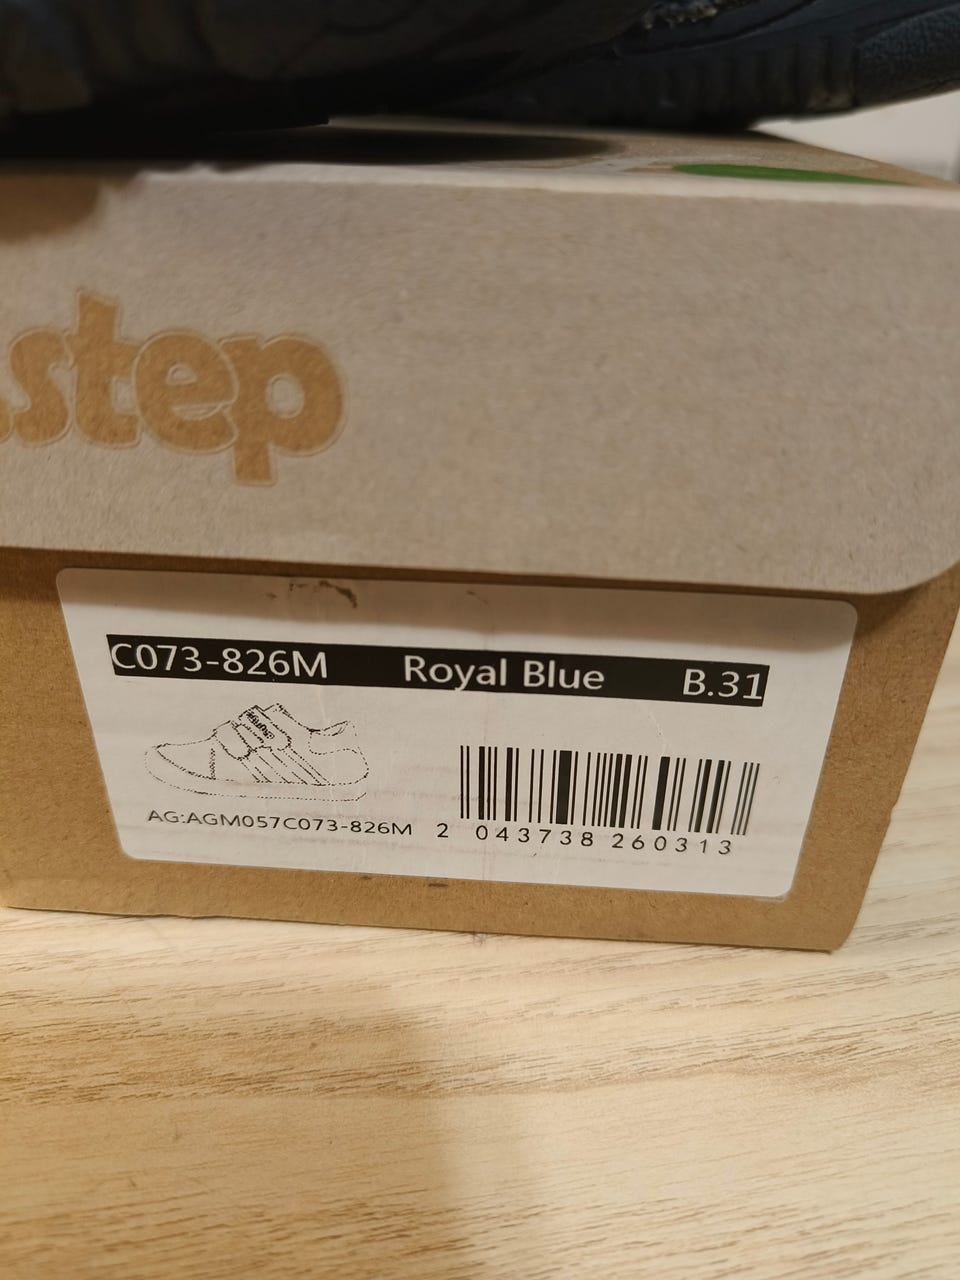 .step
C073-826M Royal Blue B.31
AG:AGM057C073-826M 2 043738 260313